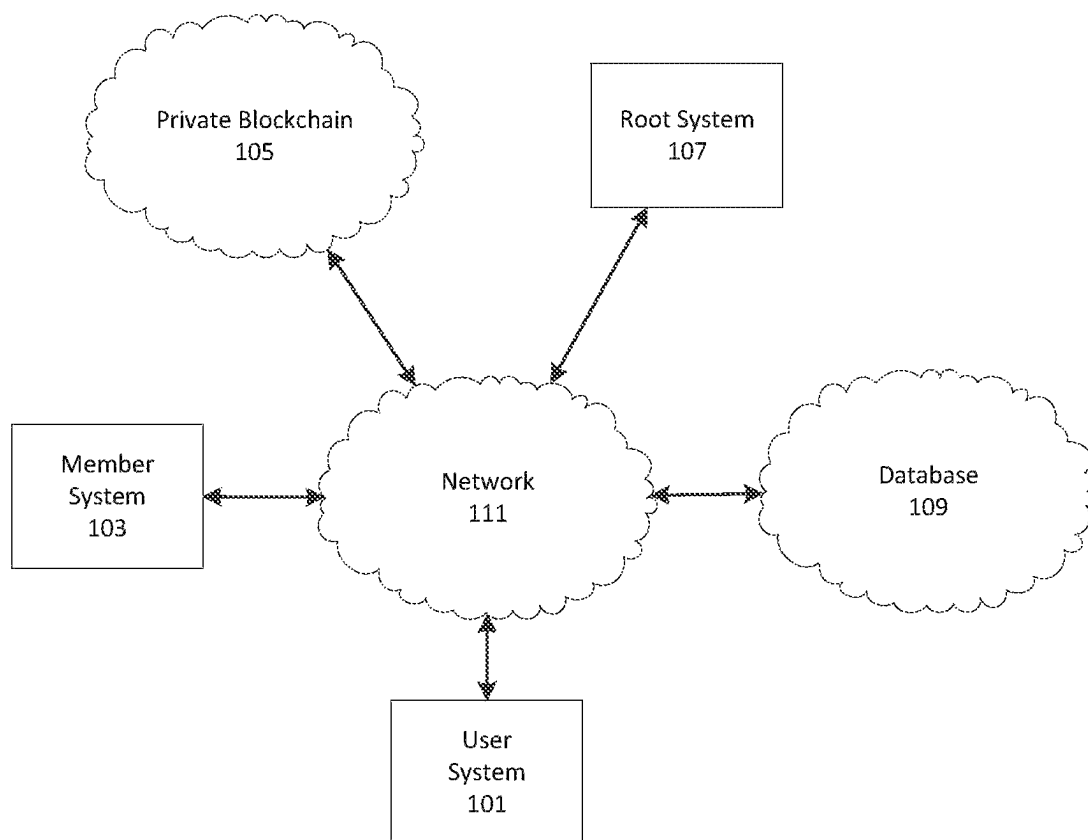 Private Blockchain
105
Root System
107
Member
System
103
Network
111
Database
109
User
System
101